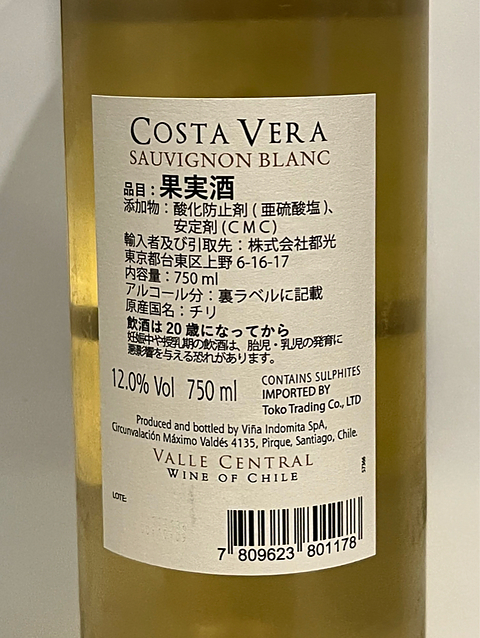 COSTA VERA
SAUVIGNON BLANC
品目：果実酒
添加物：酸化防止剤(亜硫酸塩)、
安定剤(CMC)
輸入者及び引取先：株式会社都光
東京都台東区上野 6-16-17
内容量：750 ml
アルコール分：裏ラベルに記載
原産国名：チリ
飲酒は20歳になってから
妊娠中や授乳期の飲酒は、胎児・乳児の発育に
悪影響を与える恐れがあります。
12.0% Vol 750 ml
CONTAINS SULPHITES
IMPORTED BY
Toko Trading Co., LTD
Produced and bottled by Viña Indomita SpA,
Circunvalación Máximo Valdés 4135, Pirque, Santiago, Chile.
VALLE CENTRAL
WINE OF CHILE
LOTE:
7 809623 801178